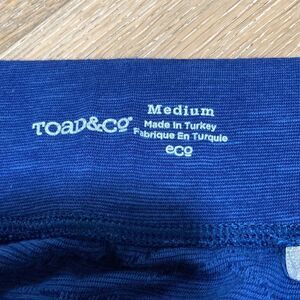 TOAD&CO
Medium
Made In Turkey
Fabrique En Turquie
eco